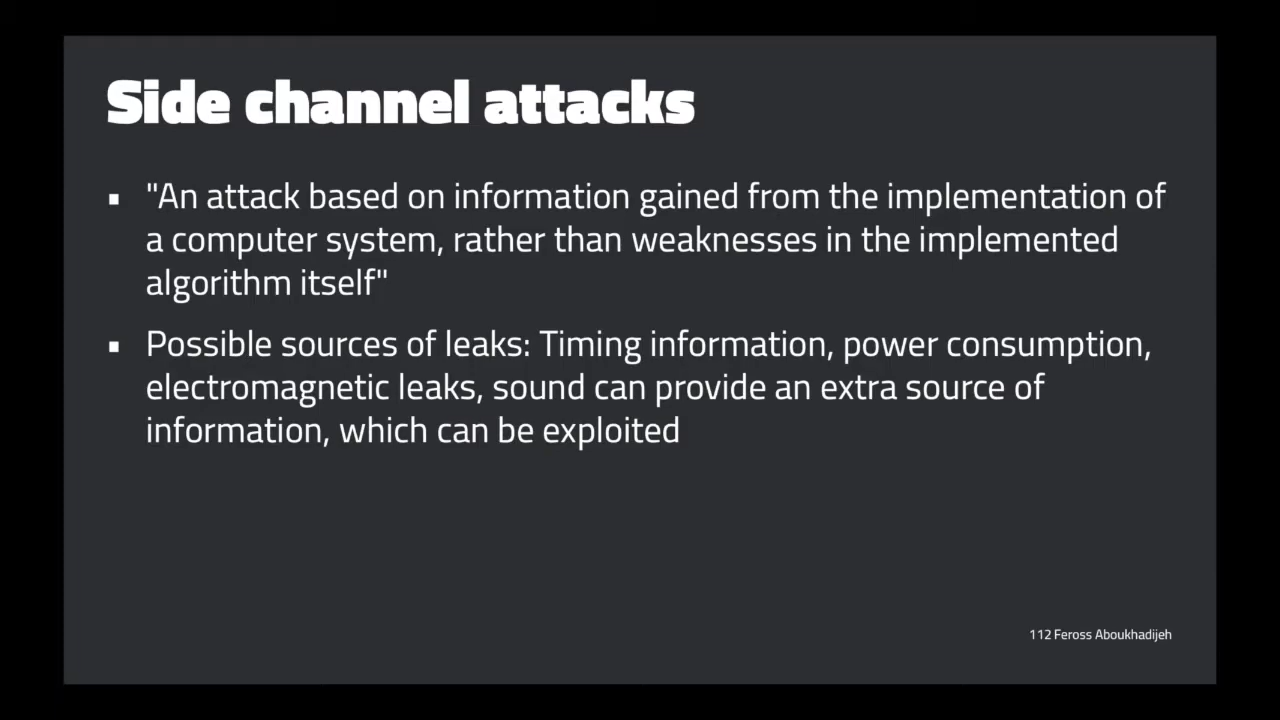 Side channel attacks
▪ "An attack based on information gained from the implementation of
a computer system, rather than weaknesses in the implemented
algorithm itself"
▪ Possible sources of leaks: Timing information, power consumption,
electromagnetic leaks, sound can provide an extra source of
information, which can be exploited
112 Feross Aboukhadijeh